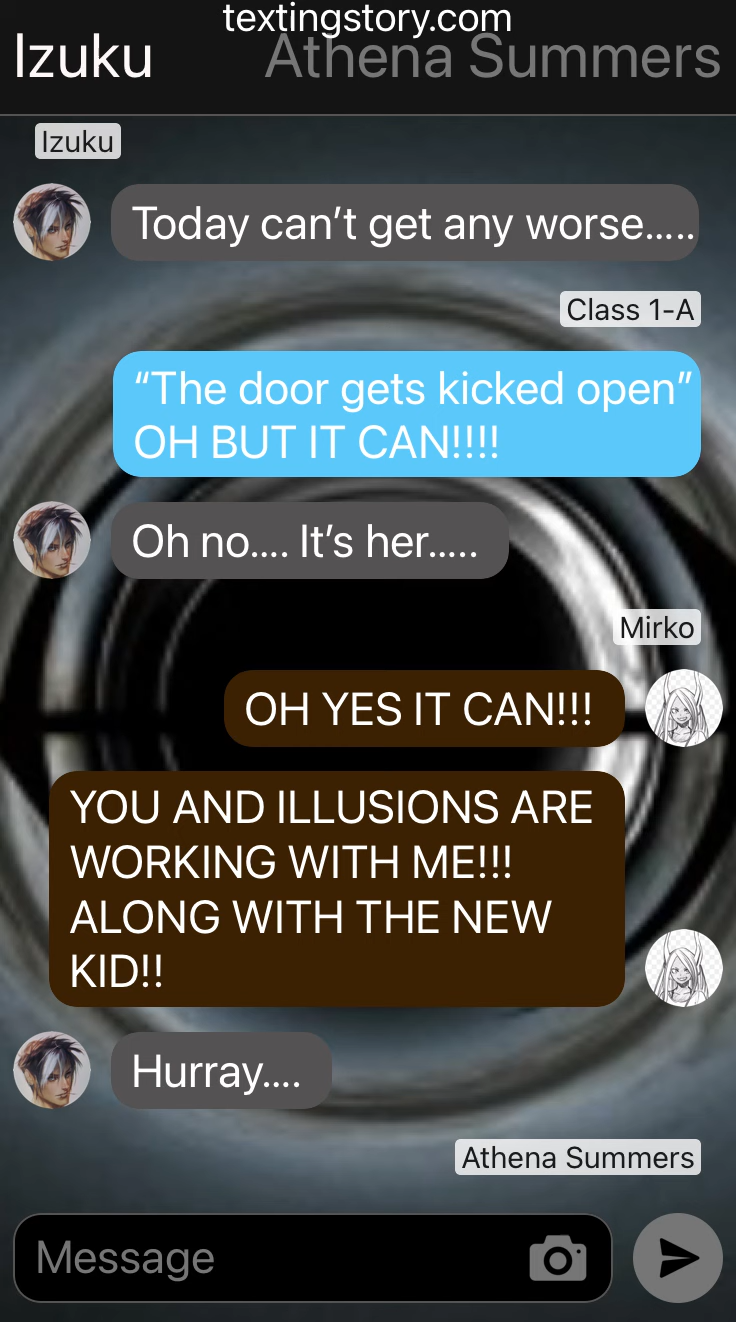 textingstory.com
Izuku
Athena Summers
Izuku
Today can’t get any worse.....
Class 1-A
“The door gets kicked open”
OH BUT IT CAN!!!!
Oh no.... It’s her.....
Mirko
OH YES IT CAN!!!
YOU AND ILLUSIONS ARE
WORKING WITH ME!!!
ALONG WITH THE NEW
KID!!
Hurray....
Athena Summers
Message